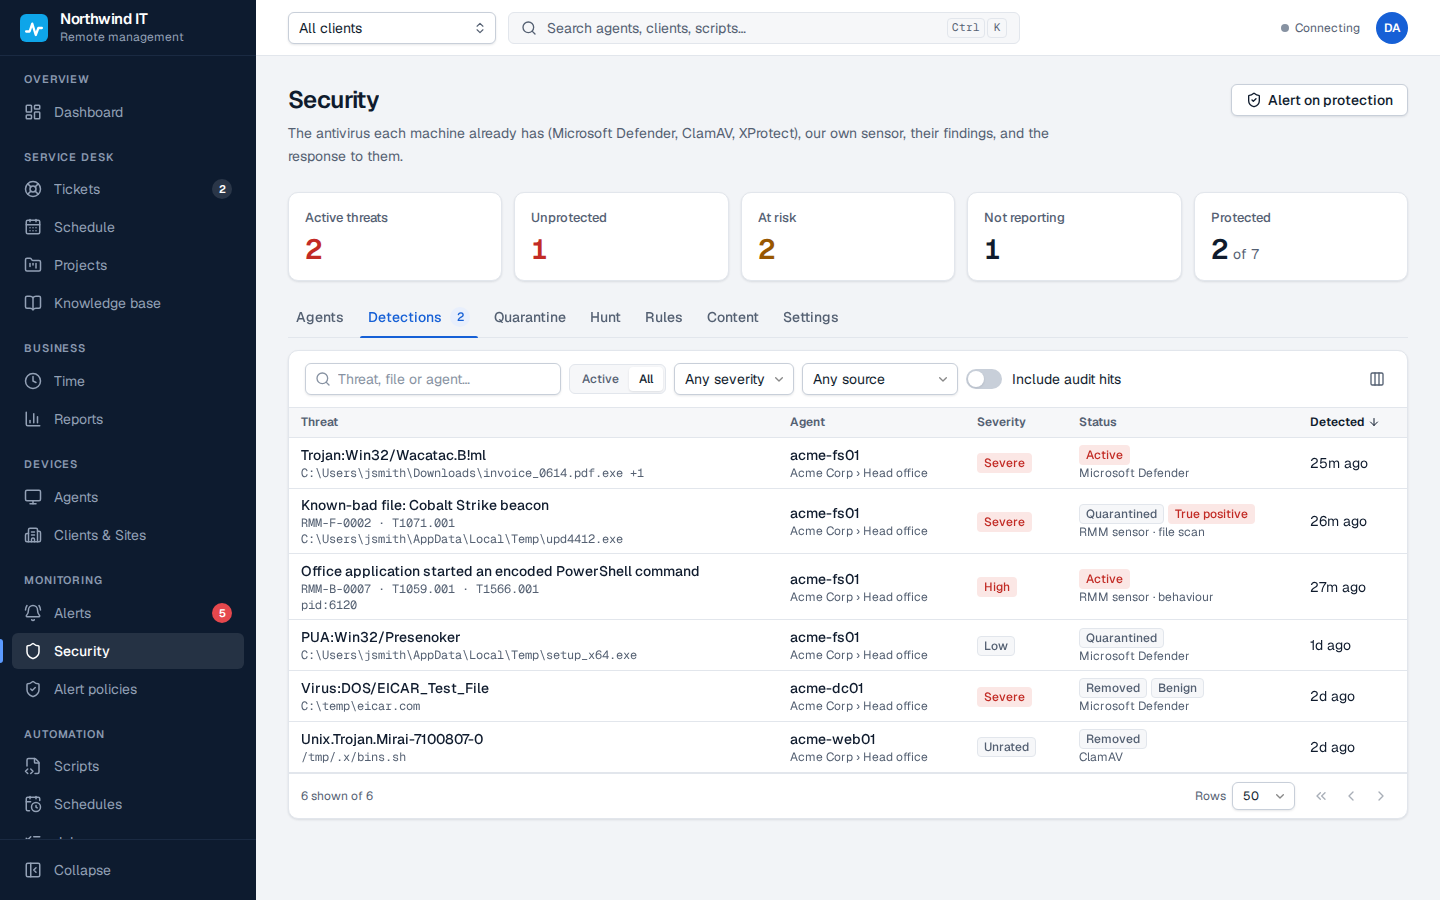 Northwind IT
Remote management
All clients
Search agents, clients, scripts...
Ctrl K
Connecting
DA
OVERVIEW
Dashboard
SERVICE DESK
Tickets 2
Schedule
Projects
Knowledge base
BUSINESS
Time
Reports
DEVICES
Agents
Clients & Sites
MONITORING
Alerts 5
Security
Alert policies
AUTOMATION
Scripts
Schedules
Collapse
Security
Alert on protection
The antivirus each machine already has (Microsoft Defender, ClamAV, XProtect), our own sensor, their findings, and the
response to them.
Active threats
2
Unprotected
1
At risk
2
Not reporting
1
Protected
2 of 7
Agents Detections 2 Quarantine Hunt Rules Content Settings
Threat, file or agent... Active All Any severity Any source Include audit hits
Threat Agent Severity Status Detected
Trojan:Win32/Wacatac.B!ml
C:\Users\jsmith\Downloads\invoice_0614.pdf.exe +1
acme-fs01
Acme Corp › Head office
Severe
Active
Microsoft Defender
25m ago
Known-bad file: Cobalt Strike beacon
RMM-F-0002 · T1071.001
C:\Users\jsmith\AppData\Local\Temp\upd4412.exe
acme-fs01
Acme Corp › Head office
Severe
Quarantined True positive
RMM sensor · file scan
26m ago
Office application started an encoded PowerShell command
RMM-B-0007 · T1059.001 · T1566.001
pid:6120
acme-fs01
Acme Corp › Head office
High
Active
RMM sensor · behaviour
27m ago
PUA:Win32/Presenoker
C:\Users\jsmith\AppData\Local\Temp\setup_x64.exe
acme-fs01
Acme Corp › Head office
Low
Quarantined
Microsoft Defender
1d ago
Virus:DOS/EICAR_Test_File
C:\temp\eicar.com
acme-dc01
Acme Corp › Head office
Severe
Removed Benign
Microsoft Defender
2d ago
Unix.Trojan.Mirai-7100807-0
/tmp/.x/bins.sh
acme-web01
Acme Corp › Head office
Unrated
Removed
ClamAV
2d ago
6 shown of 6
Rows 50